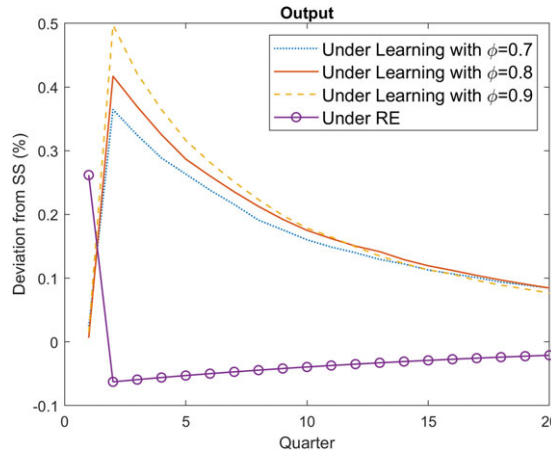 Output
Under Learning with ϕ=0.7
Under Learning with ϕ=0.8
Under Learning with ϕ=0.9
Under RE
Deviation from SS (%)
0.5
0.4
0.3
0.2
0.1
0
-0.1
0
5
10
15
20
Quarter